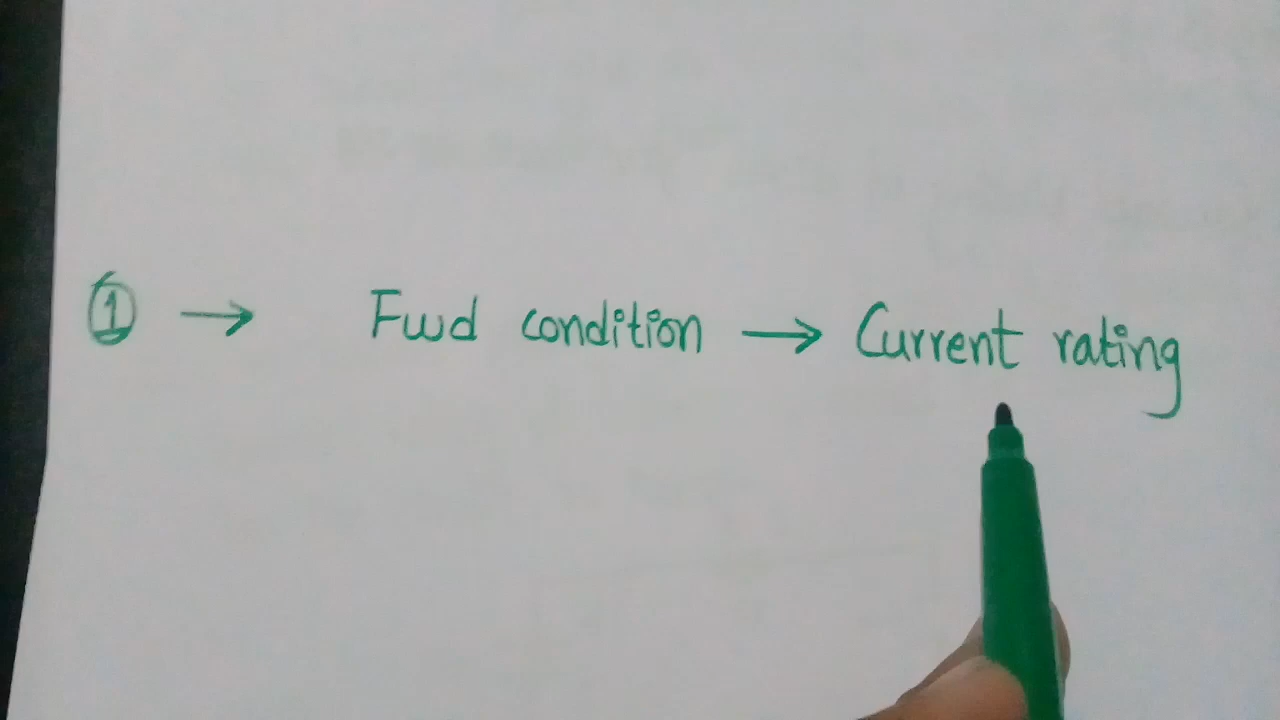 ① → Fwd condition → Current rating